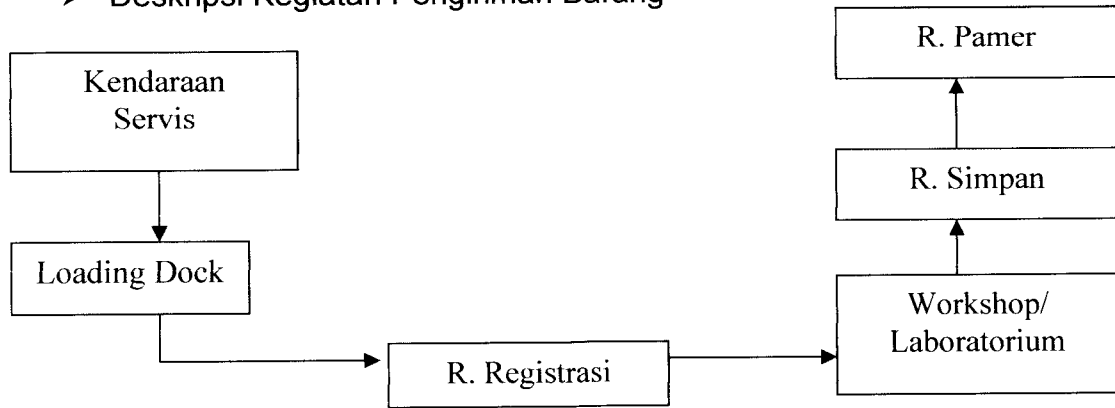 ➢ Deskripsi Kegiatan Pengiriman Barang
Kendaraan
Servis
Loading Dock
R. Registrasi
Workshop/
Laboratorium
R. Simpan
R. Pamer